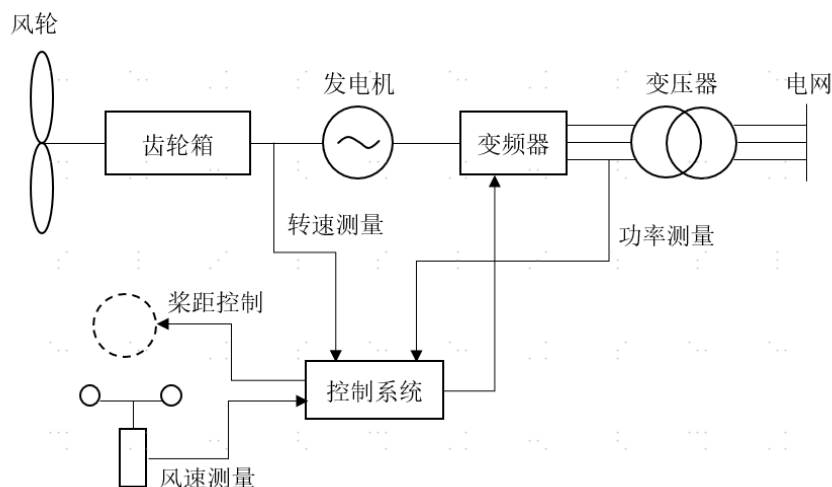 风轮
齿轮箱
发电机
变频器
变压器
电网
转速测量
功率测量
桨距控制
控制系统
风速测量